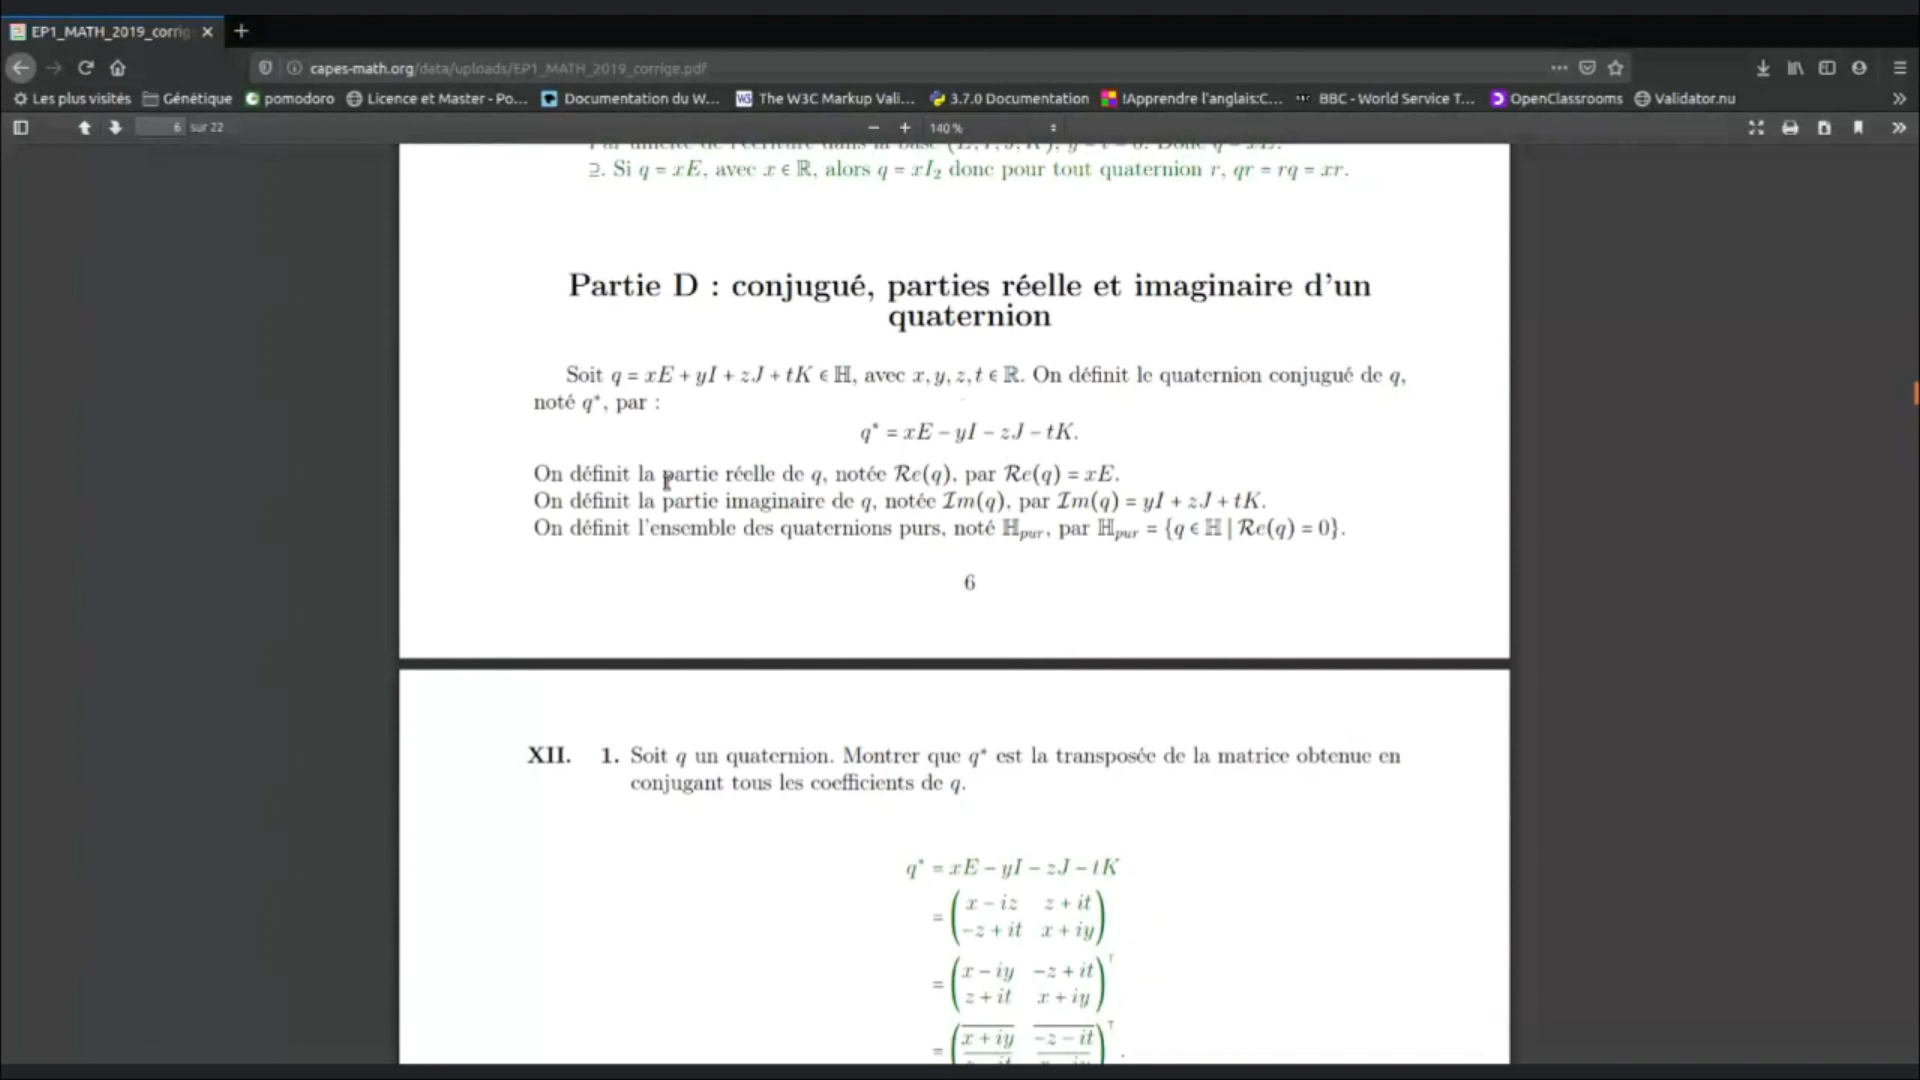 EP1_MATH_2019_corrig
capes-math.org/data/uploads/EP1_MATH_2019_corrige.pdf
Les plus visités Génétique pomodoro Licence et Master - Po... Documentation du W... The W3C Markup Vali... 3.7.0 Documentation !Apprendre l'anglais:C... BBC - World Service T... OpenClassrooms Validator.nu
6 sur 22 140 %
⊇. Si q = xE, avec x ∈ ℝ, alors q = xI₂ donc pour tout quaternion r, qr = rq = xr.
Partie D : conjugué, parties réelle et imaginaire d'un
quaternion
Soit q = xE + yI + zJ + tK ∈ ℍ, avec x, y, z, t ∈ ℝ. On définit le quaternion conjugué de q,
noté q*, par :
q* = xE − yI − zJ − tK.
On définit la partie réelle de q, notée Re(q), par Re(q) = xE.
On définit la partie imaginaire de q, notée Im(q), par Im(q) = yI + zJ + tK.
On définit l'ensemble des quaternions purs, noté ℍpur, par ℍpur = {q ∈ ℍ | Re(q) = 0}.
6
XII. 1. Soit q un quaternion. Montrer que q* est la transposée de la matrice obtenue en
conjugant tous les coefficients de q.
q* = xE − yI − zJ − tK
x − iz z + it
=
−z + it x + iy
x − iy −z + it ⊤
=
z + it x + iy
x + iy −z − it ⊤
=